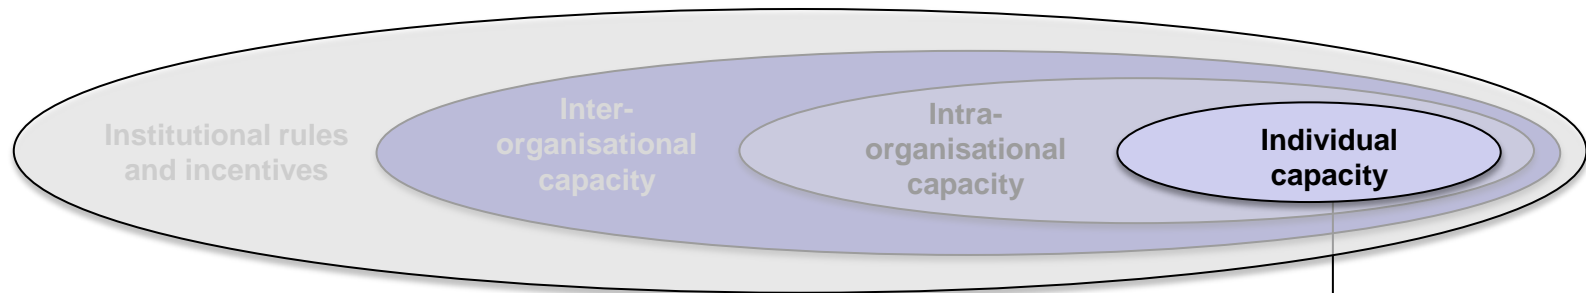 Institutional rules
and incentives
Inter-
organisational
capacity
Intra-
organisational
capacity
Individual
capacity